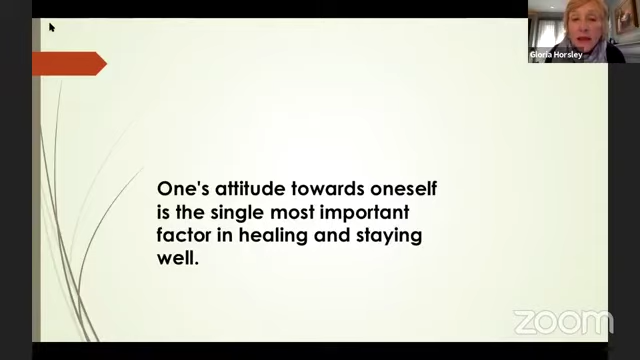 Gloria Horsley
One's attitude towards oneself
is the single most important
factor in healing and staying
well.
zoom